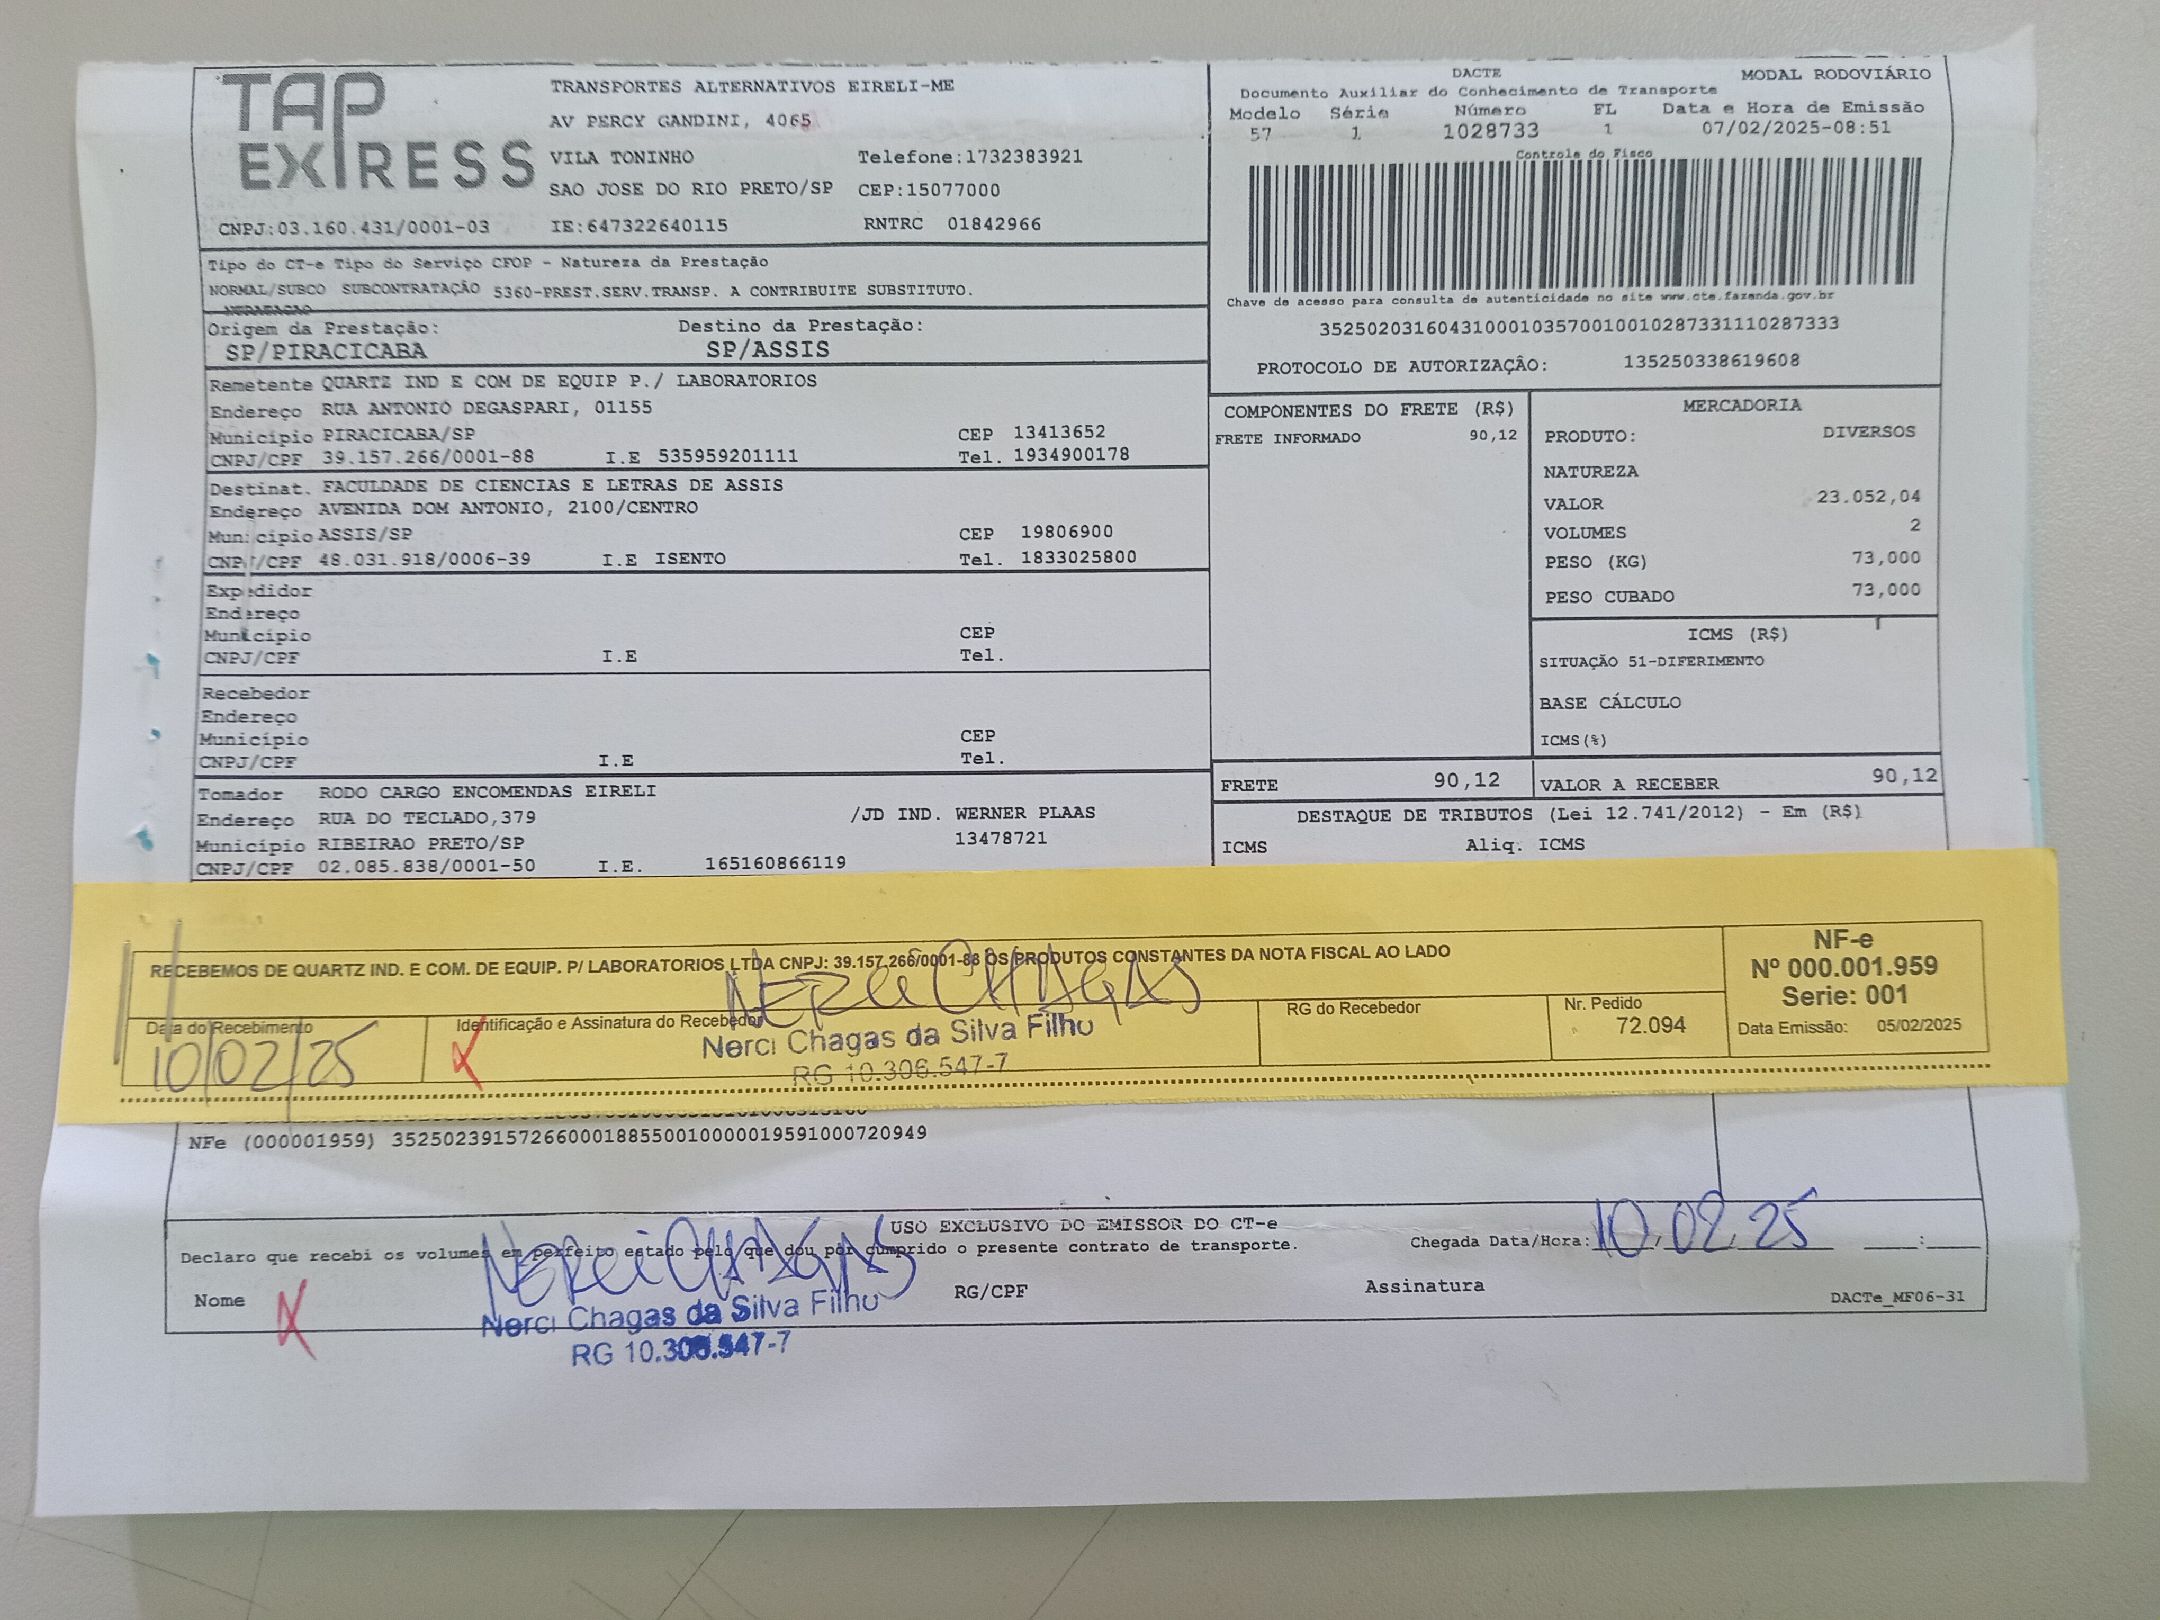 TAP EXPRESS
TRANSPORTES ALTERNATIVOS EIRELI-ME
AV PERCY GANDINI, 4065
VILA TONINHO Telefone:1732383921
SAO JOSE DO RIO PRETO/SP CEP:15077000
CNPJ:03.160.431/0001-03 IE:647322640115 RNTRC 01842966
DACTE MODAL RODOVIÁRIO
Documento Auxiliar do Conhecimento de Transporte
Modelo Série Número FL Data e Hora de Emissão
57 1 1028733 1 07/02/2025-08:51
Controle do Fisco
Chave de acesso para consulta de autenticidade no site www.cte.fazenda.gov.br
35250203160431000103570010010287331110287333
PROTOCOLO DE AUTORIZAÇÃO: 135250338619608
Tipo do CT-e Tipo do Serviço CFOP - Natureza da Prestação
NORMAL/SUBCO SUBCONTRATAÇÃO 5360-PREST.SERV.TRANSP. A CONTRIBUITE SUBSTITUTO.
Origem da Prestação: Destino da Prestação:
SP/PIRACICABA SP/ASSIS
Remetente QUARTZ IND E COM DE EQUIP P./ LABORATORIOS
Endereço RUA ANTONIO DEGASPARI, 01155
Município PIRACICABA/SP CEP 13413652
CNPJ/CPF 39.157.266/0001-88 I.E 535959201111 Tel. 1934900178
Destinat. FACULDADE DE CIENCIAS E LETRAS DE ASSIS
Endereço AVENIDA DOM ANTONIO, 2100/CENTRO
Município ASSIS/SP CEP 19806900
CNPJ/CPF 48.031.918/0006-39 I.E ISENTO Tel. 1833025800
Expedidor
Endereço
Município CEP
CNPJ/CPF I.E Tel.
Recebedor
Endereço
Município CEP
CNPJ/CPF I.E Tel.
Tomador RODO CARGO ENCOMENDAS EIRELI
Endereço RUA DO TECLADO,379 /JD IND. WERNER PLAAS
Município RIBEIRAO PRETO/SP 13478721
CNPJ/CPF 02.085.838/0001-50 I.E. 165160866119
COMPONENTES DO FRETE (R$)
FRETE INFORMADO 90,12
MERCADORIA
PRODUTO: DIVERSOS
NATUREZA
VALOR 23.052,04
VOLUMES 2
PESO (KG) 73,000
PESO CUBADO 73,000
ICMS (R$)
SITUAÇÃO 51-DIFERIMENTO
BASE CÁLCULO
ICMS(%)
FRETE 90,12 VALOR A RECEBER 90,12
DESTAQUE DE TRIBUTOS (Lei 12.741/2012) - Em (R$)
ICMS Aliq. ICMS
RECEBEMOS DE QUARTZ IND. E COM. DE EQUIP. P/ LABORATORIOS LTDA CNPJ: 39.157.266/0001-88 OS PRODUTOS CONSTANTES DA NOTA FISCAL AO LADO
Nerci Chagas
Data do Recebimento Identificação e Assinatura do Recebedor RG do Recebedor Nr. Pedido
10/02/25 Nerci Chagas da Silva Filho 72.094
RG 10.306.547-7
NF-e
Nº 000.001.959
Serie: 001
Data Emissão: 05/02/2025
NFe (000001959) 35250239157266000188550010000019591000720949
USO EXCLUSIVO DO EMISSOR DO CT-e
Declaro que recebi os volumes em perfeito estado pelo que dou por cumprido o presente contrato de transporte. Chegada Data/Hora: 10/02/25 :
Nerci Chagas
Nome RG/CPF Assinatura
Nerci Chagas da Silva Filho
RG 10.306.547-7
DACTe_MF06-31